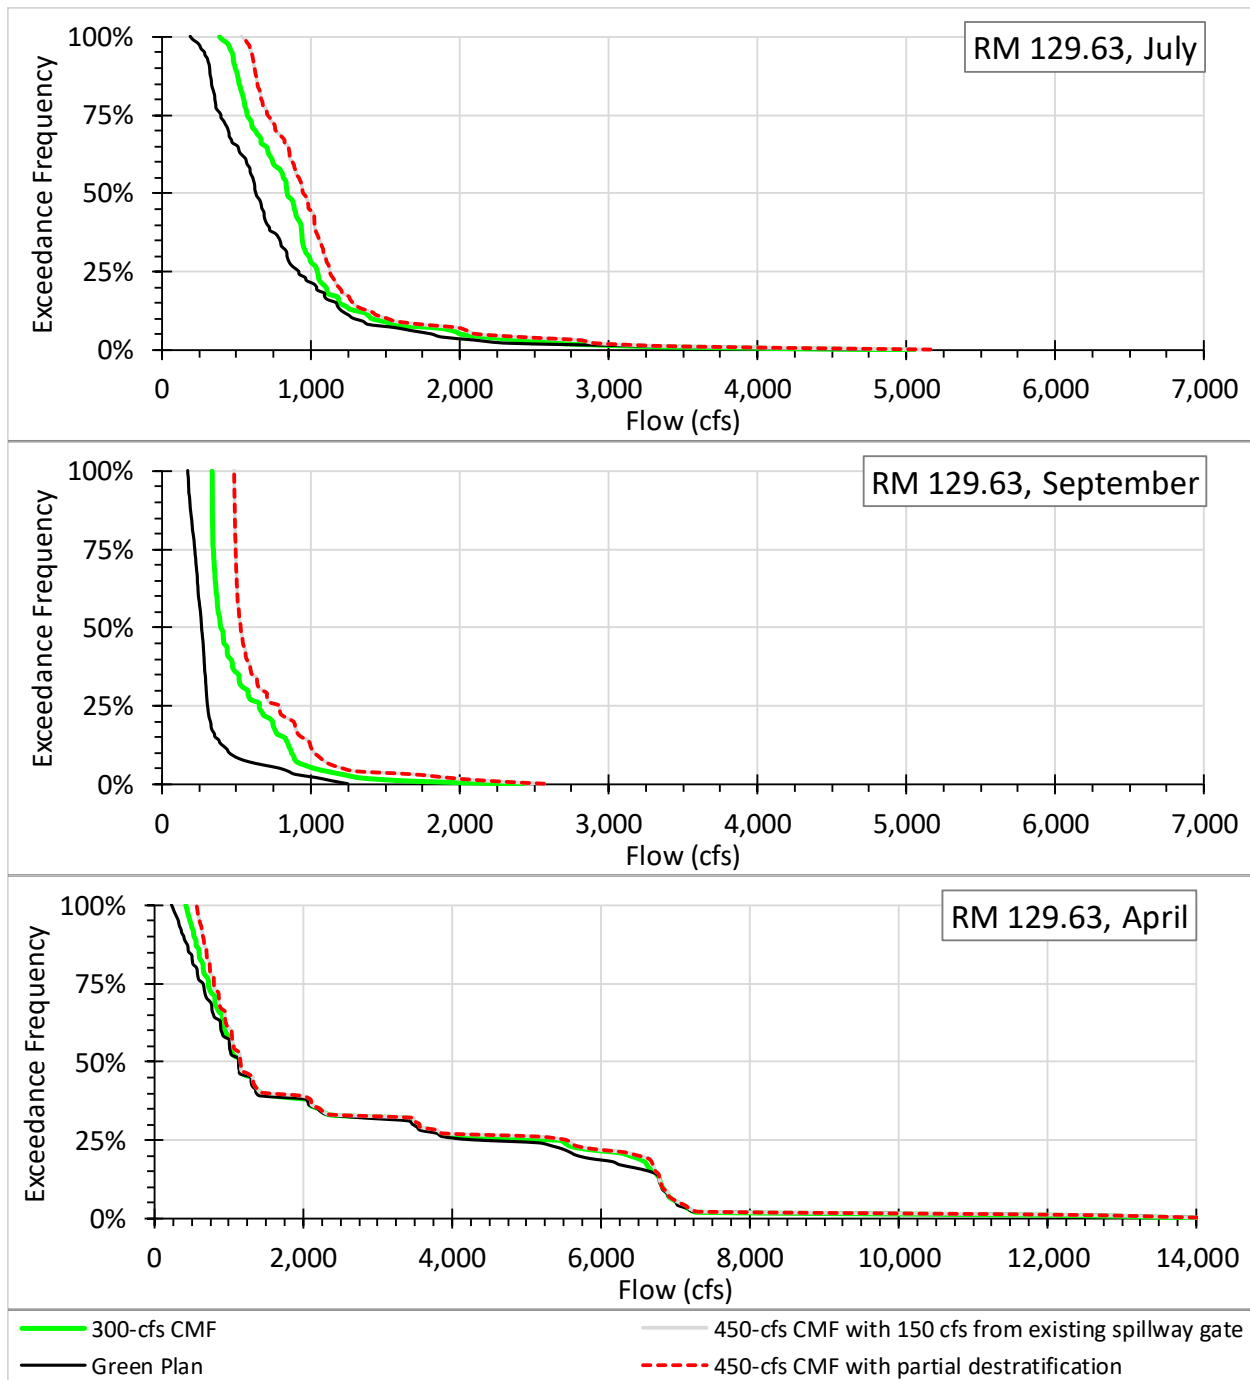 RM 129.63, July
Exceedance Frequency
100%
75%
50%
25%
0%
0 1,000 2,000 3,000 4,000 5,000 6,000 7,000
Flow (cfs)
RM 129.63, September
Exceedance Frequency
100%
75%
50%
25%
0%
0 1,000 2,000 3,000 4,000 5,000 6,000 7,000
Flow (cfs)
RM 129.63, April
Exceedance Frequency
100%
75%
50%
25%
0%
0 2,000 4,000 6,000 8,000 10,000 12,000 14,000
Flow (cfs)
300-cfs CMF
450-cfs CMF with 150 cfs from existing spillway gate
Green Plan
450-cfs CMF with partial destratification